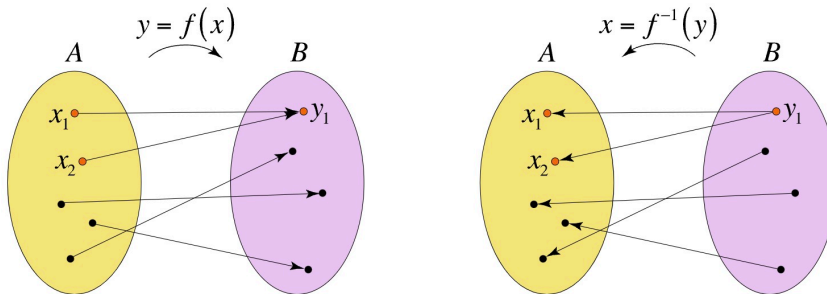 y = f(x)
A
B
x₁
y₁
x₂
x = f⁻¹(y)
A
B
x₁
y₁
x₂